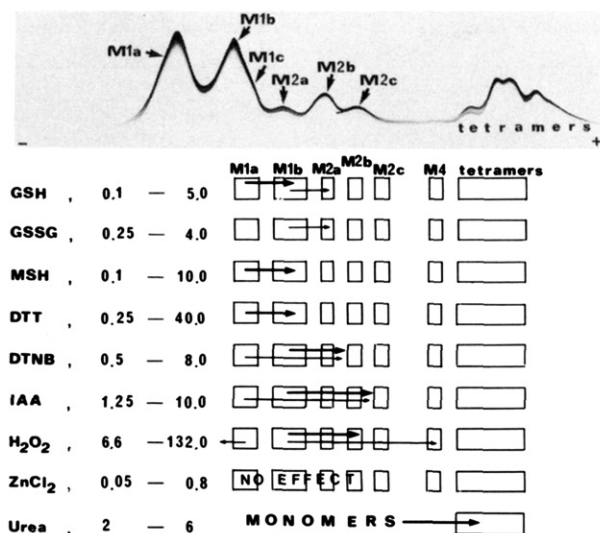 M1b
M1a
M1c
M2a
M2b
M2c
tetramers
- +
M1a M1b M2a M2b M2c M4 tetramers
GSH , 0.1 — 5.0
GSSG , 0.25 — 4.0
MSH , 0.1 — 10.0
DTT , 0.25 — 40.0
DTNB , 0.5 — 8.0
IAA , 1.25 — 10.0
H₂O₂ , 6.6 — 132.0
ZnCl₂ , 0.05 — 0.8 NO EFFECT
Urea , 2 — 6 MONOMERS